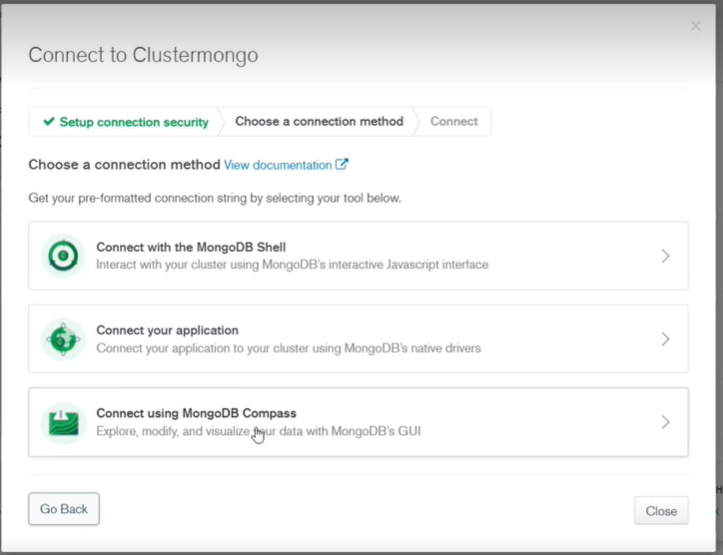 Connect to Clustermongo
Setup connection security
Choose a connection method
Connect
Choose a connection method View documentation
Get your pre-formatted connection string by selecting your tool below.
Connect with the MongoDB Shell
Interact with your cluster using MongoDB's interactive Javascript interface
Connect your application
Connect your application to your cluster using MongoDB's native drivers
Connect using MongoDB Compass
Explore, modify, and visualize your data with MongoDB's GUI
Go Back
Close